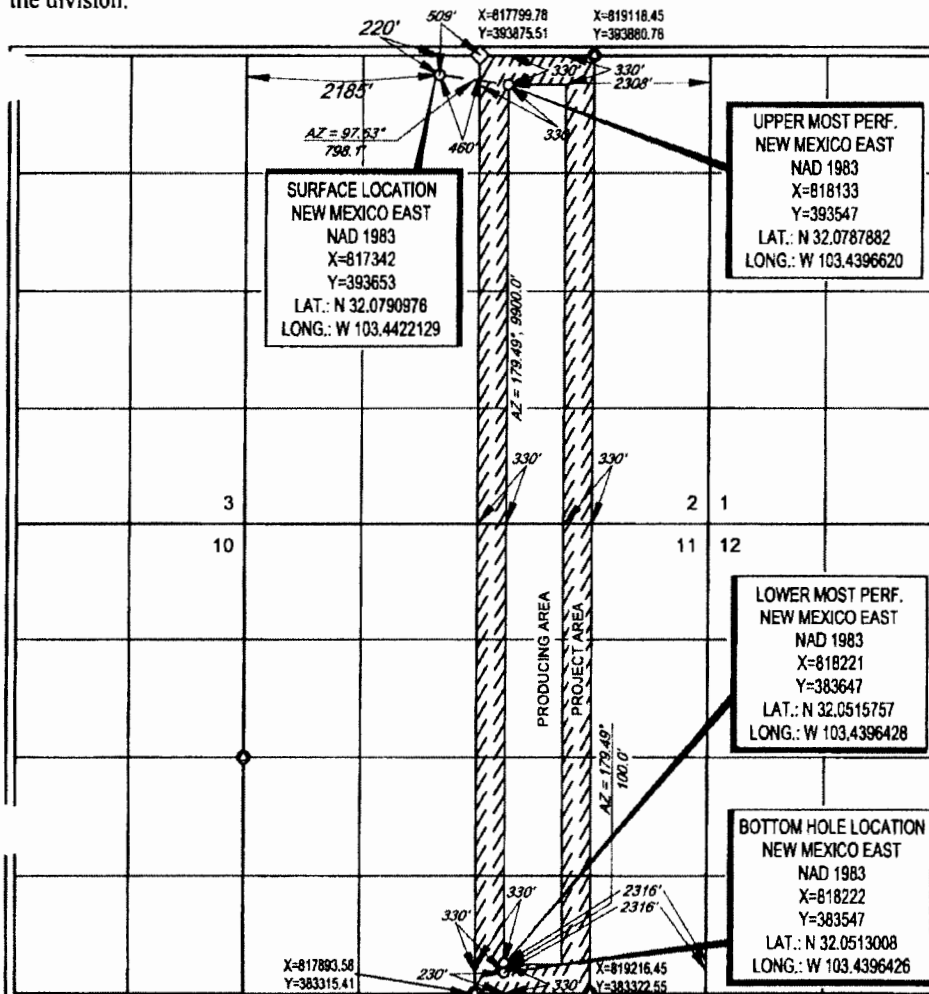 the division.
X=817799.78
Y=393875.51
X=819118.45
Y=393880.78
220'
509'
330'
330'
2185'
2308'
AZ = 97.63°
798.1'
460'
330'
SURFACE LOCATION
NEW MEXICO EAST
NAD 1983
X=817342
Y=393653
LAT.: N 32.0790976
LONG.: W 103.4422129
UPPER MOST PERF.
NEW MEXICO EAST
NAD 1983
X=818133
Y=393547
LAT.: N 32.0787882
LONG.: W 103.4396620
AZ = 179.49°, 9900.0'
330'
330'
3
2
1
10
11
12
PRODUCING AREA
PROJECT AREA
LOWER MOST PERF.
NEW MEXICO EAST
NAD 1983
X=818221
Y=383647
LAT.: N 32.0515757
LONG.: W 103.4396428
AZ = 179.49°
100.0'
BOTTOM HOLE LOCATION
NEW MEXICO EAST
NAD 1983
X=818222
Y=383547
LAT.: N 32.0513008
LONG.: W 103.4396426
330'
330'
2316'
2316'
X=817893.58
Y=383315.41
230'
330'
X=819216.45
Y=383322.55